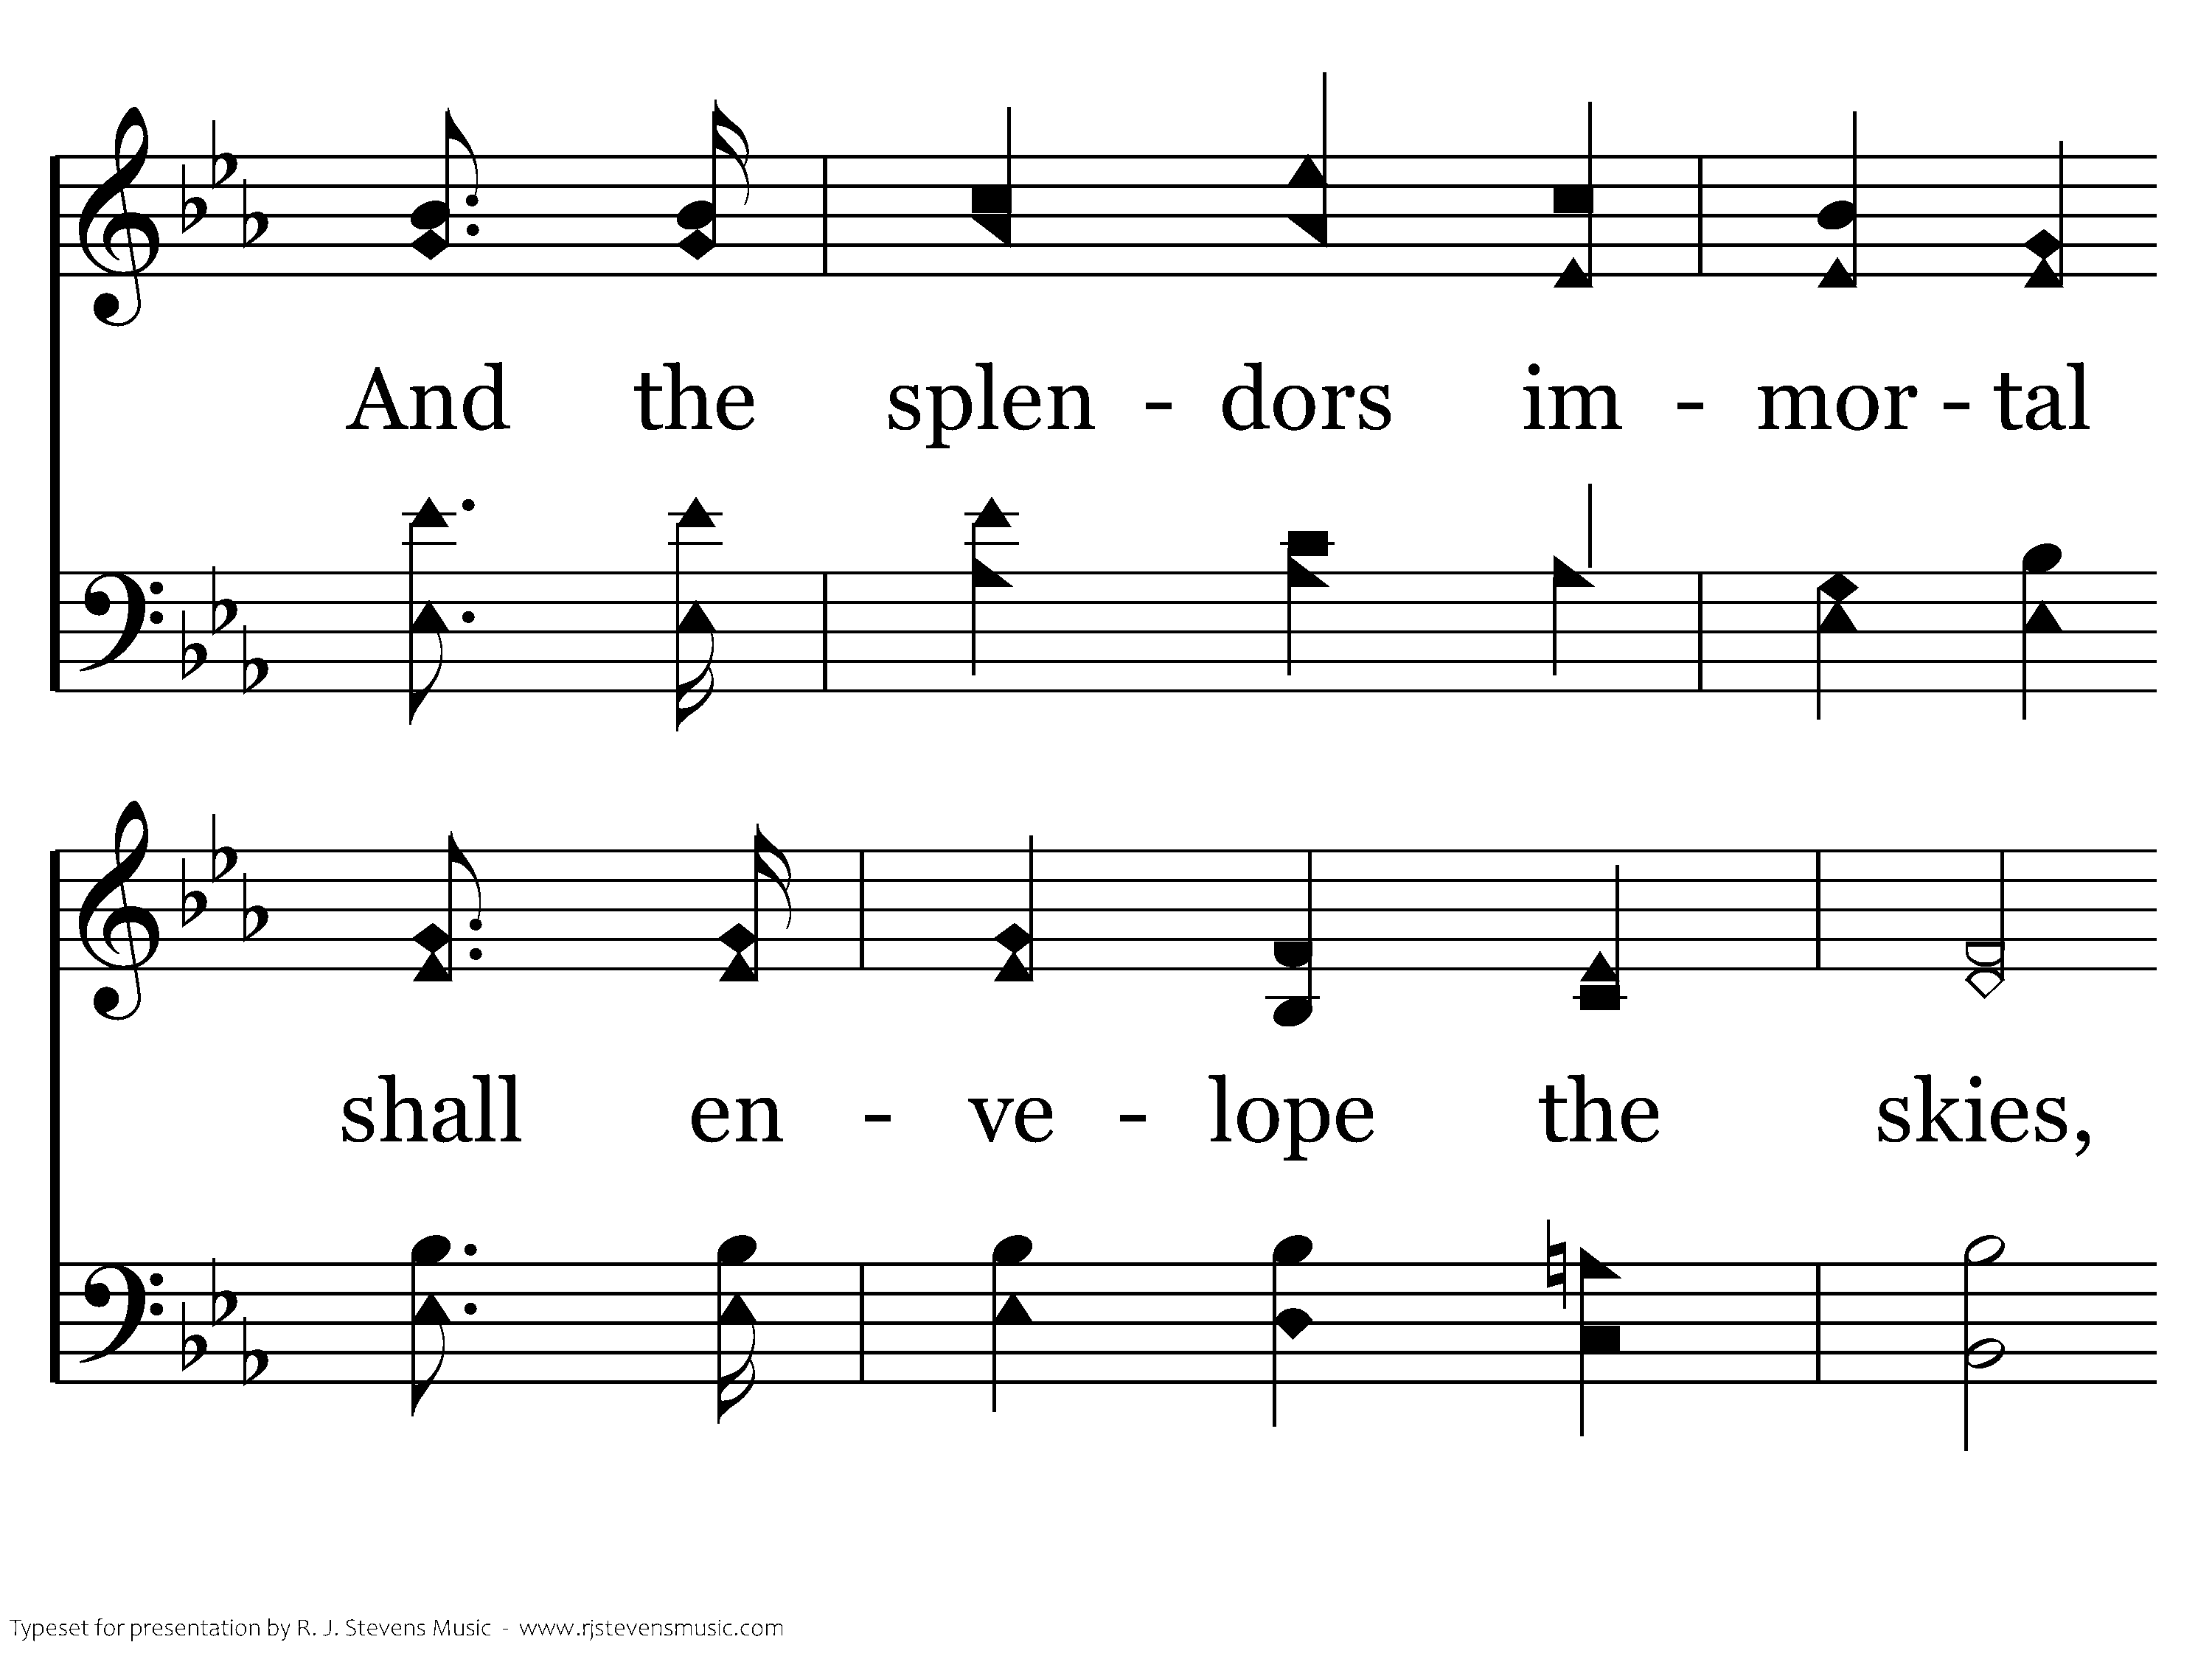 And the splen - dors im - mor - tal
shall en - ve - lope the skies,
Typeset for presentation by R. J. Stevens Music - www.rjstevensmusic.com